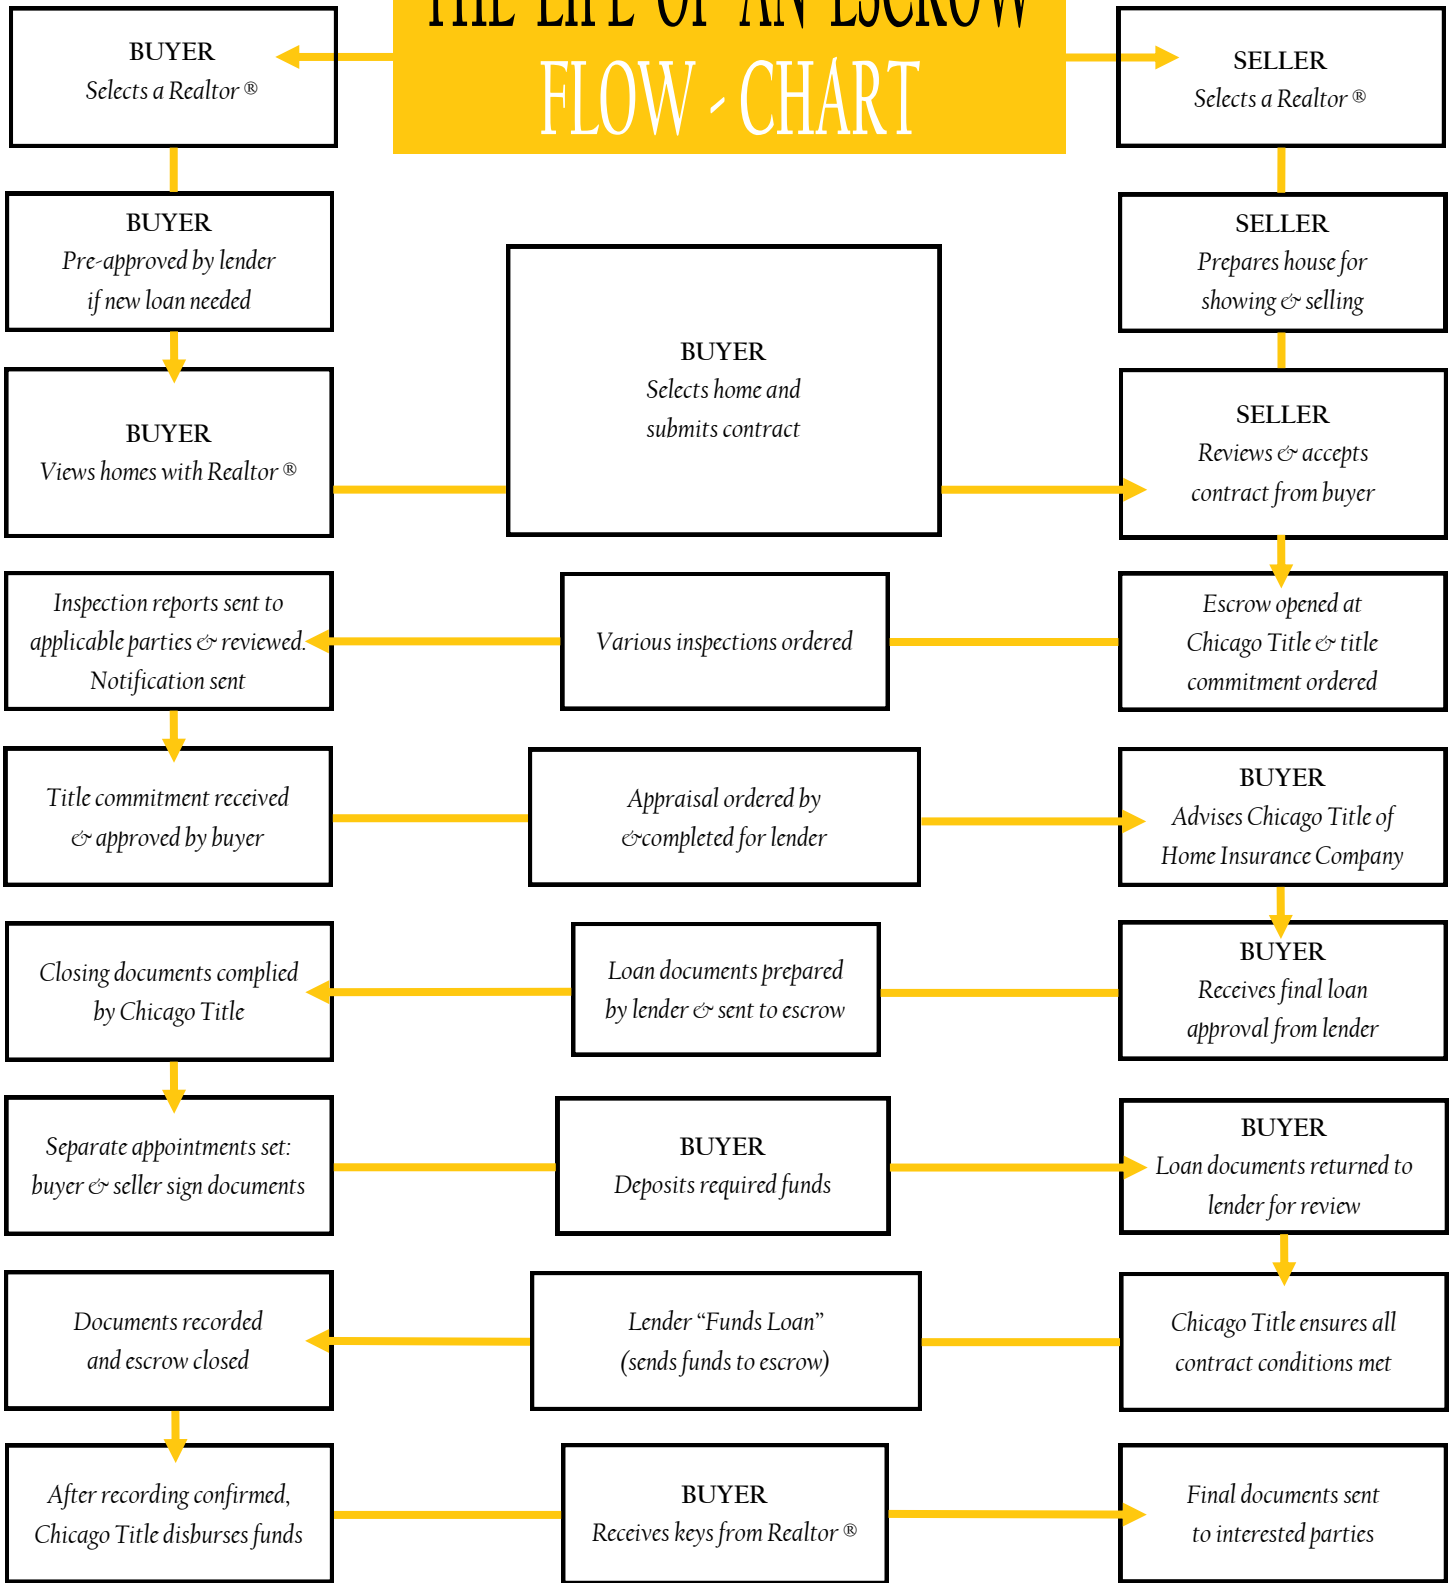 THE LIFE OF AN ESCROW
FLOW - CHART
BUYER
Selects a Realtor ®
SELLER
Selects a Realtor ®
BUYER
Pre-approved by lender
if new loan needed
SELLER
Prepares house for
showing & selling
BUYER
Views homes with Realtor ®
BUYER
Selects home and
submits contract
SELLER
Reviews & accepts
contract from buyer
Inspection reports sent to
applicable parties & reviewed.
Notification sent
Various inspections ordered
Escrow opened at
Chicago Title & title
commitment ordered
Title commitment received
& approved by buyer
Appraisal ordered by
&completed for lender
BUYER
Advises Chicago Title of
Home Insurance Company
Closing documents complied
by Chicago Title
Loan documents prepared
by lender & sent to escrow
BUYER
Receives final loan
approval from lender
Separate appointments set:
buyer & seller sign documents
BUYER
Deposits required funds
BUYER
Loan documents returned to
lender for review
Documents recorded
and escrow closed
Lender “Funds Loan”
(sends funds to escrow)
Chicago Title ensures all
contract conditions met
After recording confirmed,
Chicago Title disburses funds
BUYER
Receives keys from Realtor ®
Final documents sent
to interested parties